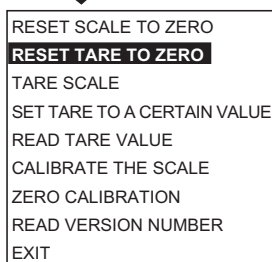 RESET SCALE TO ZERO
RESET TARE TO ZERO
TARE SCALE
SET TARE TO A CERTAIN VALUE
READ TARE VALUE
CALIBRATE THE SCALE
ZERO CALIBRATION
READ VERSION NUMBER
EXIT